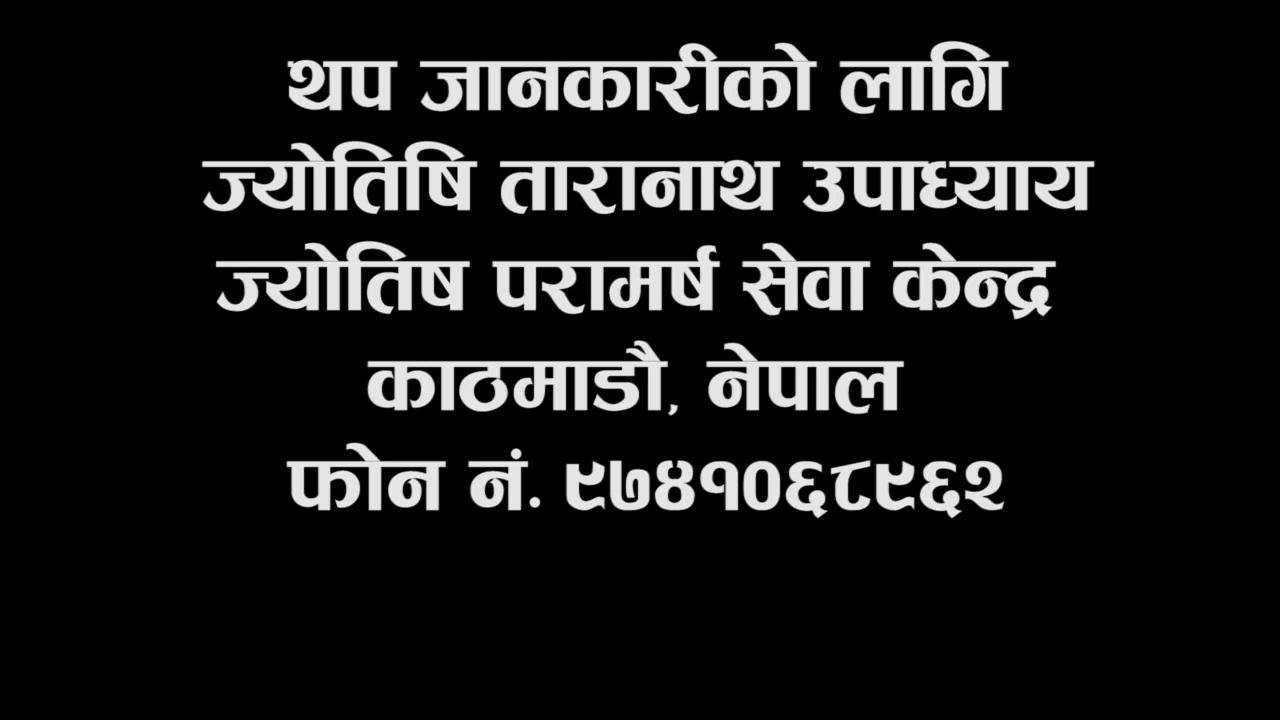 थप जानकारीको लागि
ज्योतिषि तारानाथ उपाध्याय
ज्योतिष परामर्ष सेवा केन्द्र
काठमाडौ, नेपाल
फोन नं. ९७४१०६८९६२